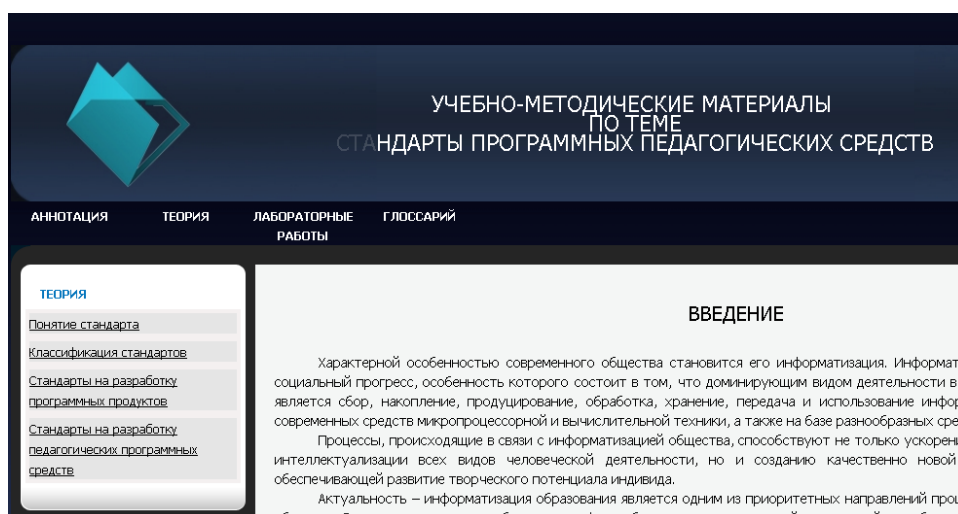 УЧЕБНО-МЕТОДИЧЕСКИЕ МАТЕРИАЛЫ
ПО ТЕМЕ
СТАНДАРТЫ ПРОГРАММНЫХ ПЕДАГОГИЧЕСКИХ СРЕДСТВ
АННОТАЦИЯ ТЕОРИЯ ЛАБОРАТОРНЫЕ ГЛОССАРИЙ
РАБОТЫ
ТЕОРИЯ
Понятие стандарта
Классификация стандартов
Стандарты на разработку
программных продуктов
Стандарты на разработку
педагогических программных
средств
ВВЕДЕНИЕ
Характерной особенностью современного общества становится его информатизация. Информат
социальный прогресс, особенность которого состоит в том, что доминирующим видом деятельности в
является сбор, накопление, продуцирование, обработка, хранение, передача и использование инфор
современных средств микропроцессорной и вычислительной техники, а также на базе разнообразных сре
Процессы, происходящие в связи с информатизацией общества, способствуют не только ускорени
интеллектуализации всех видов человеческой деятельности, но и созданию качественно новой
обеспечивающей развитие творческого потенциала индивида.
Актуальность – информатизация образования является одним из приоритетных направлений проц